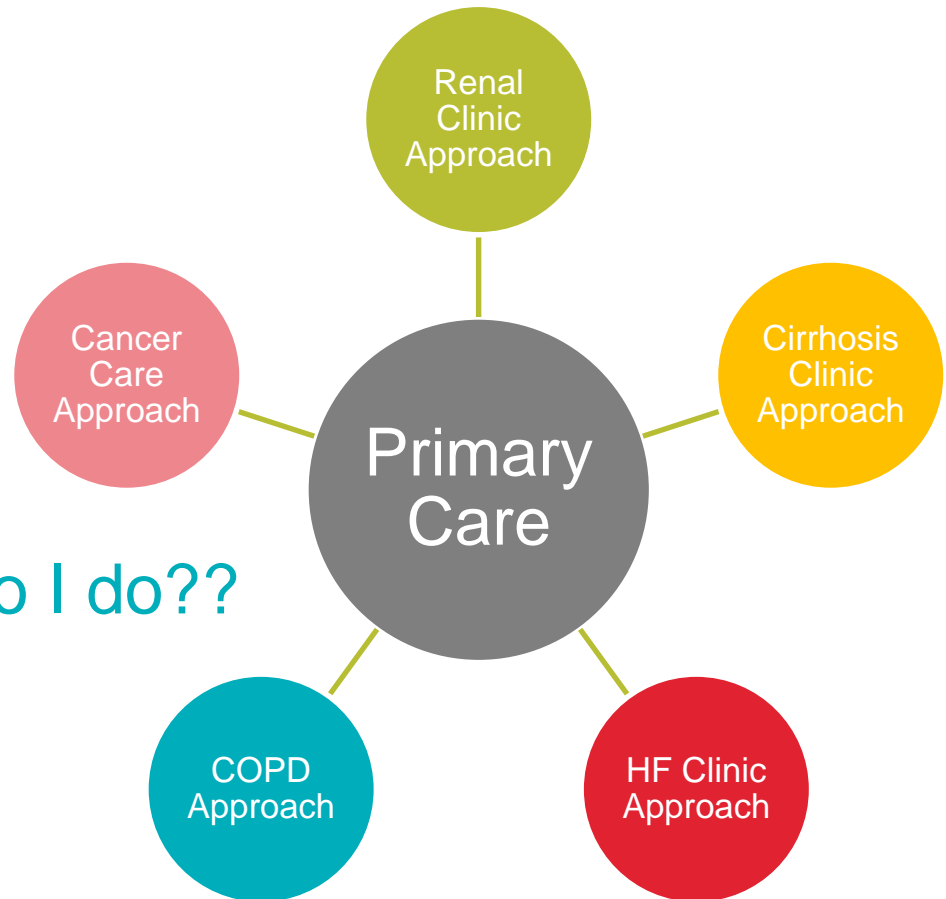 Renal
Clinic
Approach
Cancer
Care
Approach
Cirrhosis
Clinic
Approach
Primary
Care
o I do??
COPD
Approach
HF Clinic
Approach